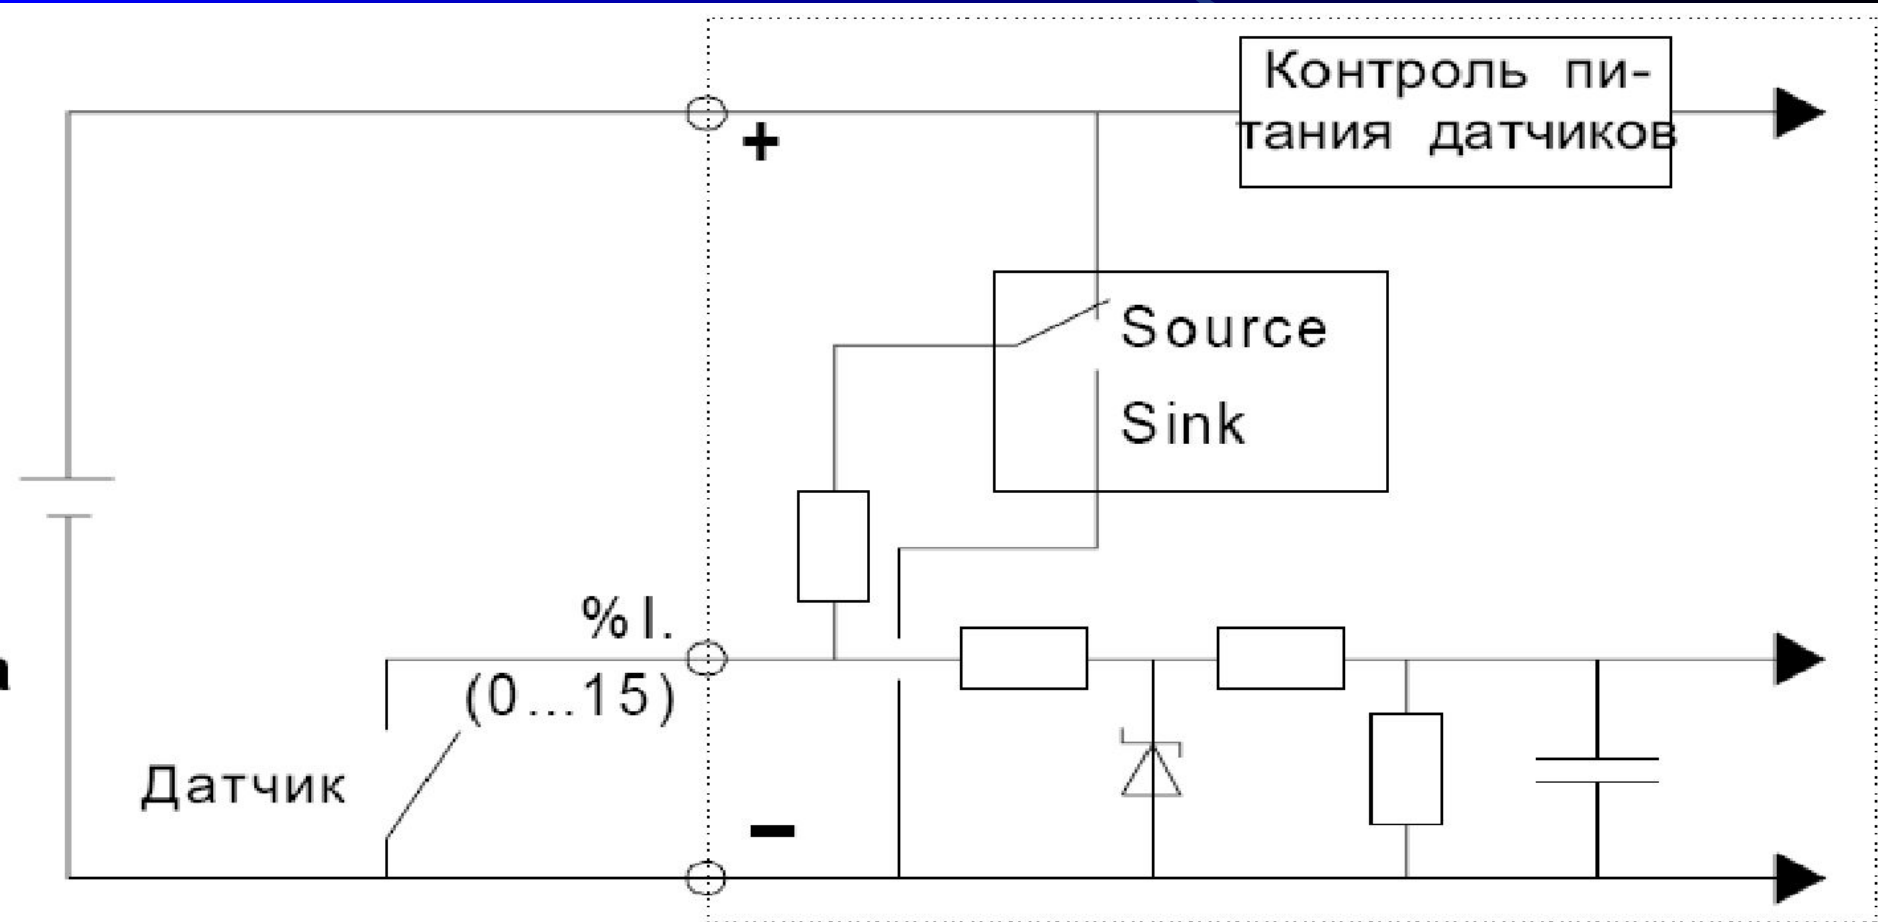 Контроль пи-
тания датчиков
+
Source
Sink
%I.
(0...15)
а
Датчик
−